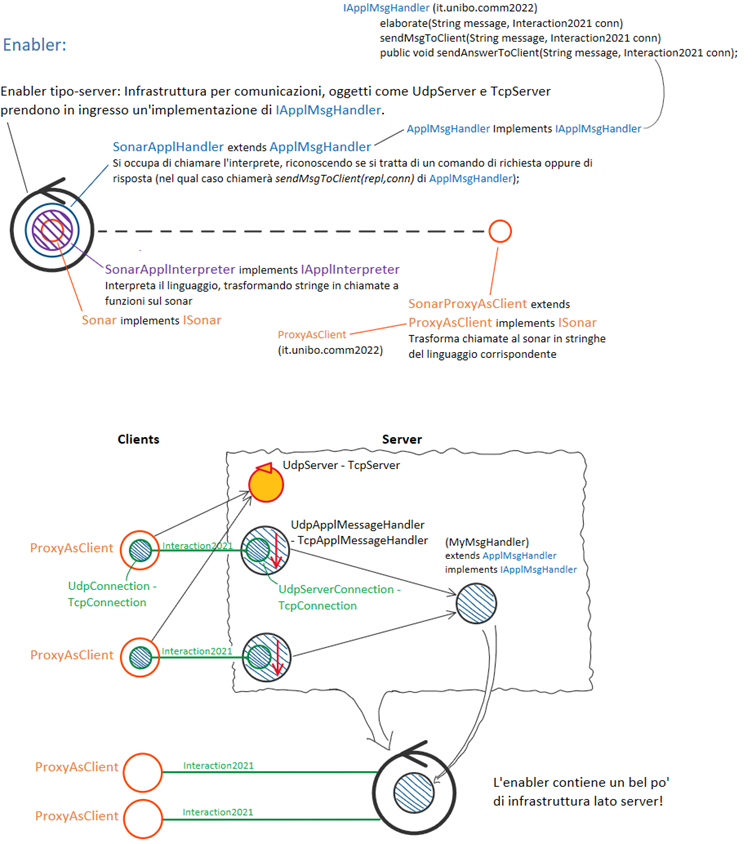 IApplMsgHandler (it.unibo.comm2022)
elaborate(String message, Interaction2021 conn)
sendMsgToClient(String message, Interaction2021 conn)
public void sendAnswerToClient(String message, Interaction2021 conn);
Enabler:
Enabler tipo-server: Infrastruttura per comunicazioni, oggetti come UdpServer e TcpServer
prendono in ingresso un'implementazione di IApplMsgHandler.
ApplMsgHandler Implements IApplMsgHandler
SonarApplHandler extends ApplMsgHandler
Si occupa di chiamare l'interprete, riconoscendo se si tratta di un comando di richiesta oppure di
risposta (nel qual caso chiamerà sendMsgToClient(repl,conn) di ApplMsgHandler);
SonarApplInterpreter implements IApplInterpreter
Interpreta il linguaggio, trasformando stringe in chiamate a
funzioni sul sonar
Sonar implements ISonar
SonarProxyAsClient extends
ProxyAsClient implements ISonar
Trasforma chiamate al sonar in stringhe
del linguaggio corrispondente
ProxyAsClient
(it.unibo.comm2022)
Clients
Server
UdpServer - TcpServer
UdpApplMessageHandler
- TcpApplMessageHandler
(MyMsgHandler)
extends ApplMsgHandler
implements IApplMsgHandler
ProxyAsClient
Interaction2021
UdpConnection -
TcpConnection
UdpServerConnection -
TcpConnection
ProxyAsClient
Interaction2021
ProxyAsClient
Interaction2021
ProxyAsClient
Interaction2021
L'enabler contiene un bel po'
di infrastruttura lato server!